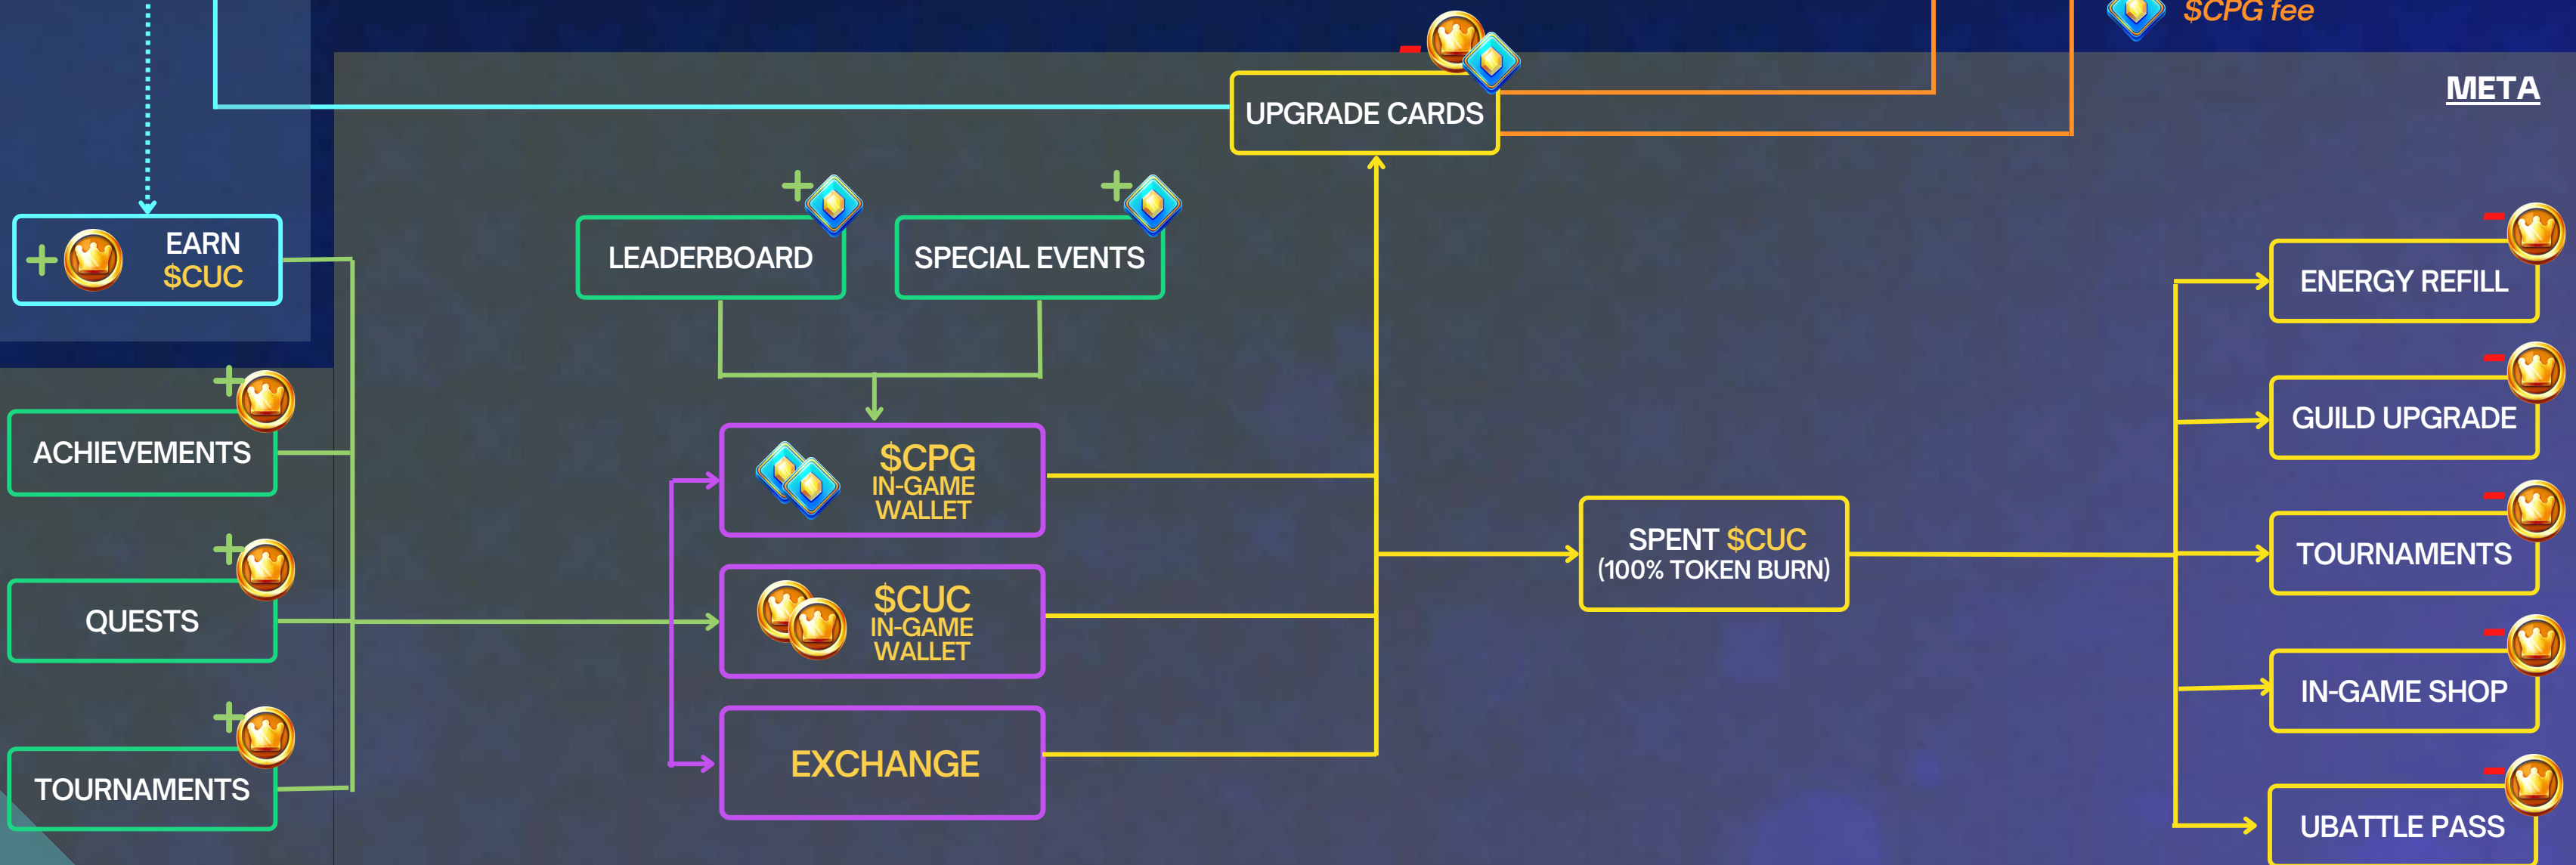 $CPG fee
META
UPGRADE CARDS
EARN
$CUC
LEADERBOARD
SPECIAL EVENTS
ENERGY REFILL
ACHIEVEMENTS
$CPG
IN-GAME
WALLET
GUILD UPGRADE
SPENT $CUC
(100% TOKEN BURN)
TOURNAMENTS
QUESTS
$CUC
IN-GAME
WALLET
IN-GAME SHOP
TOURNAMENTS
EXCHANGE
UBATTLE PASS